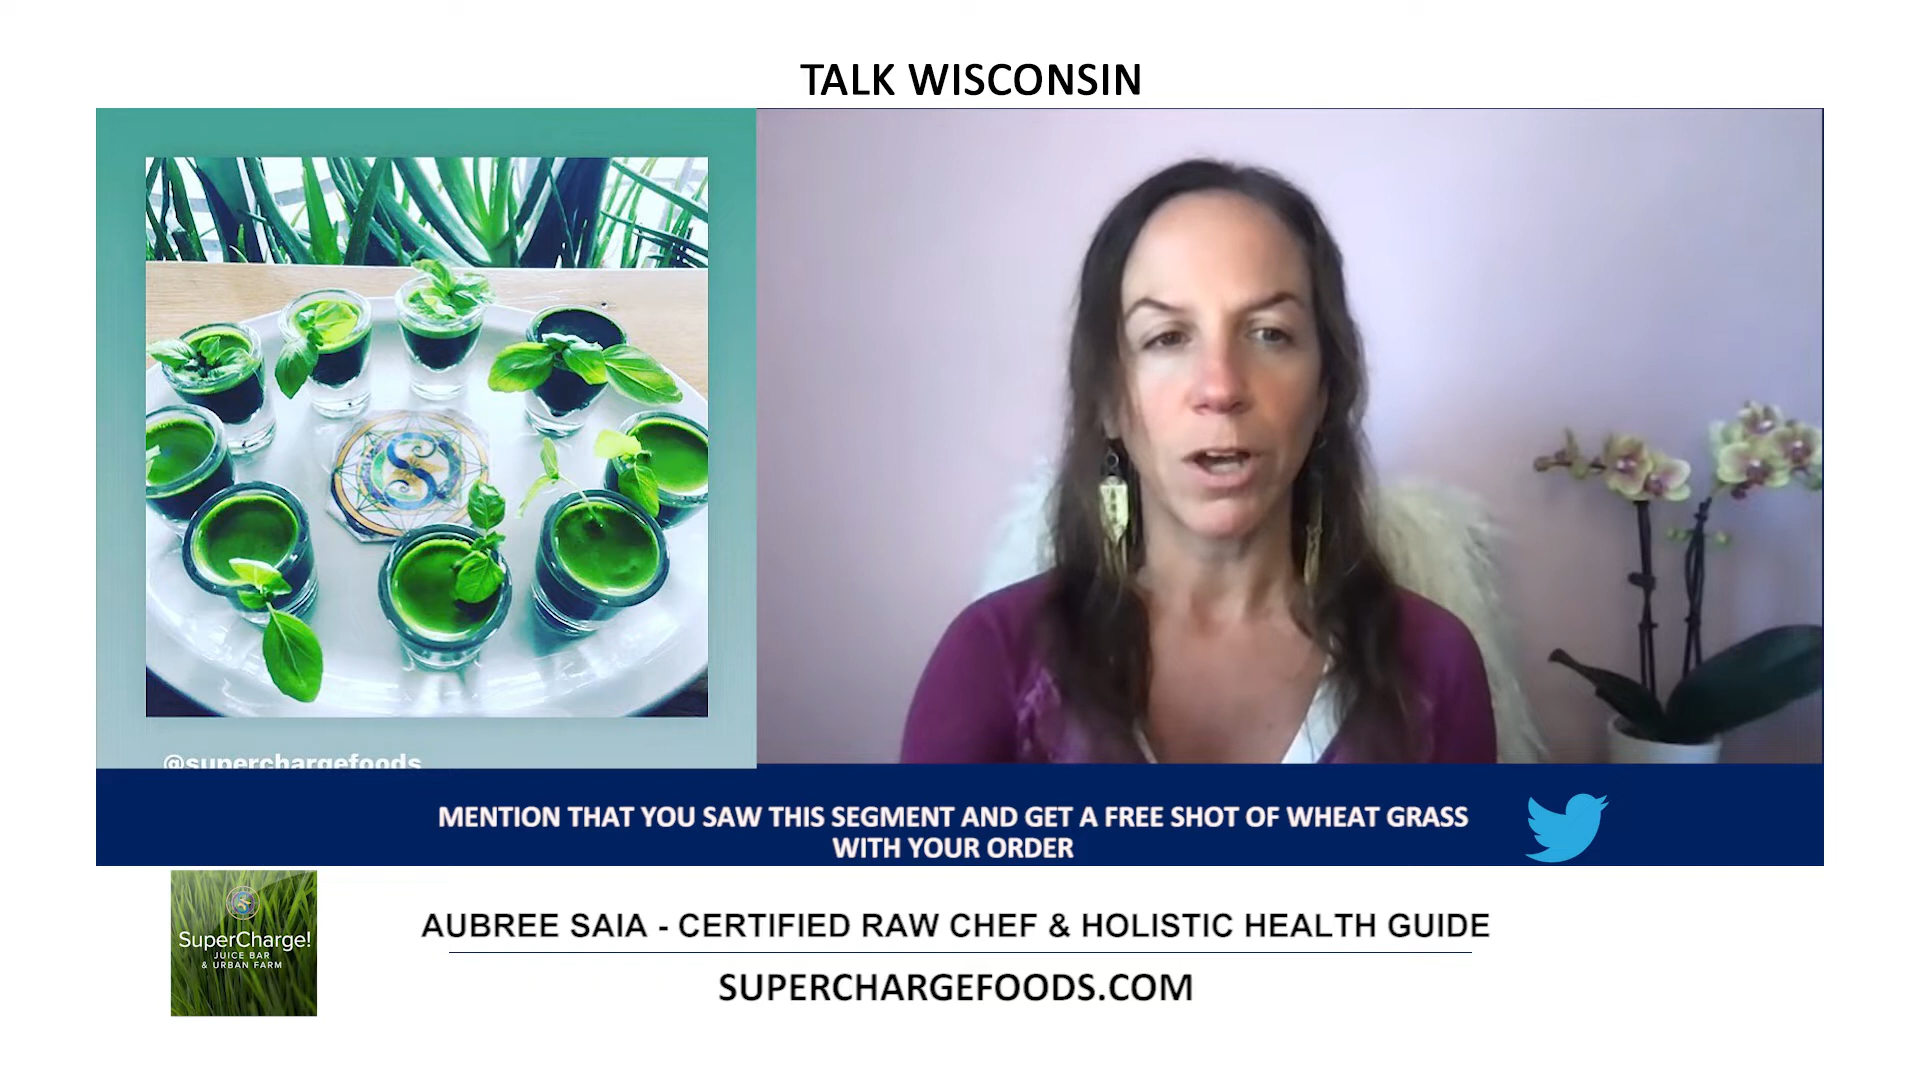 TALK WISCONSIN
S
@superchargefoods
MENTION THAT YOU SAW THIS SEGMENT AND GET A FREE SHOT OF WHEAT GRASS
WITH YOUR ORDER
SuperCharge!
JUICE BAR
& URBAN FARM
AUBREE SAIA - CERTIFIED RAW CHEF & HOLISTIC HEALTH GUIDE
SUPERCHARGEFOODS.COM